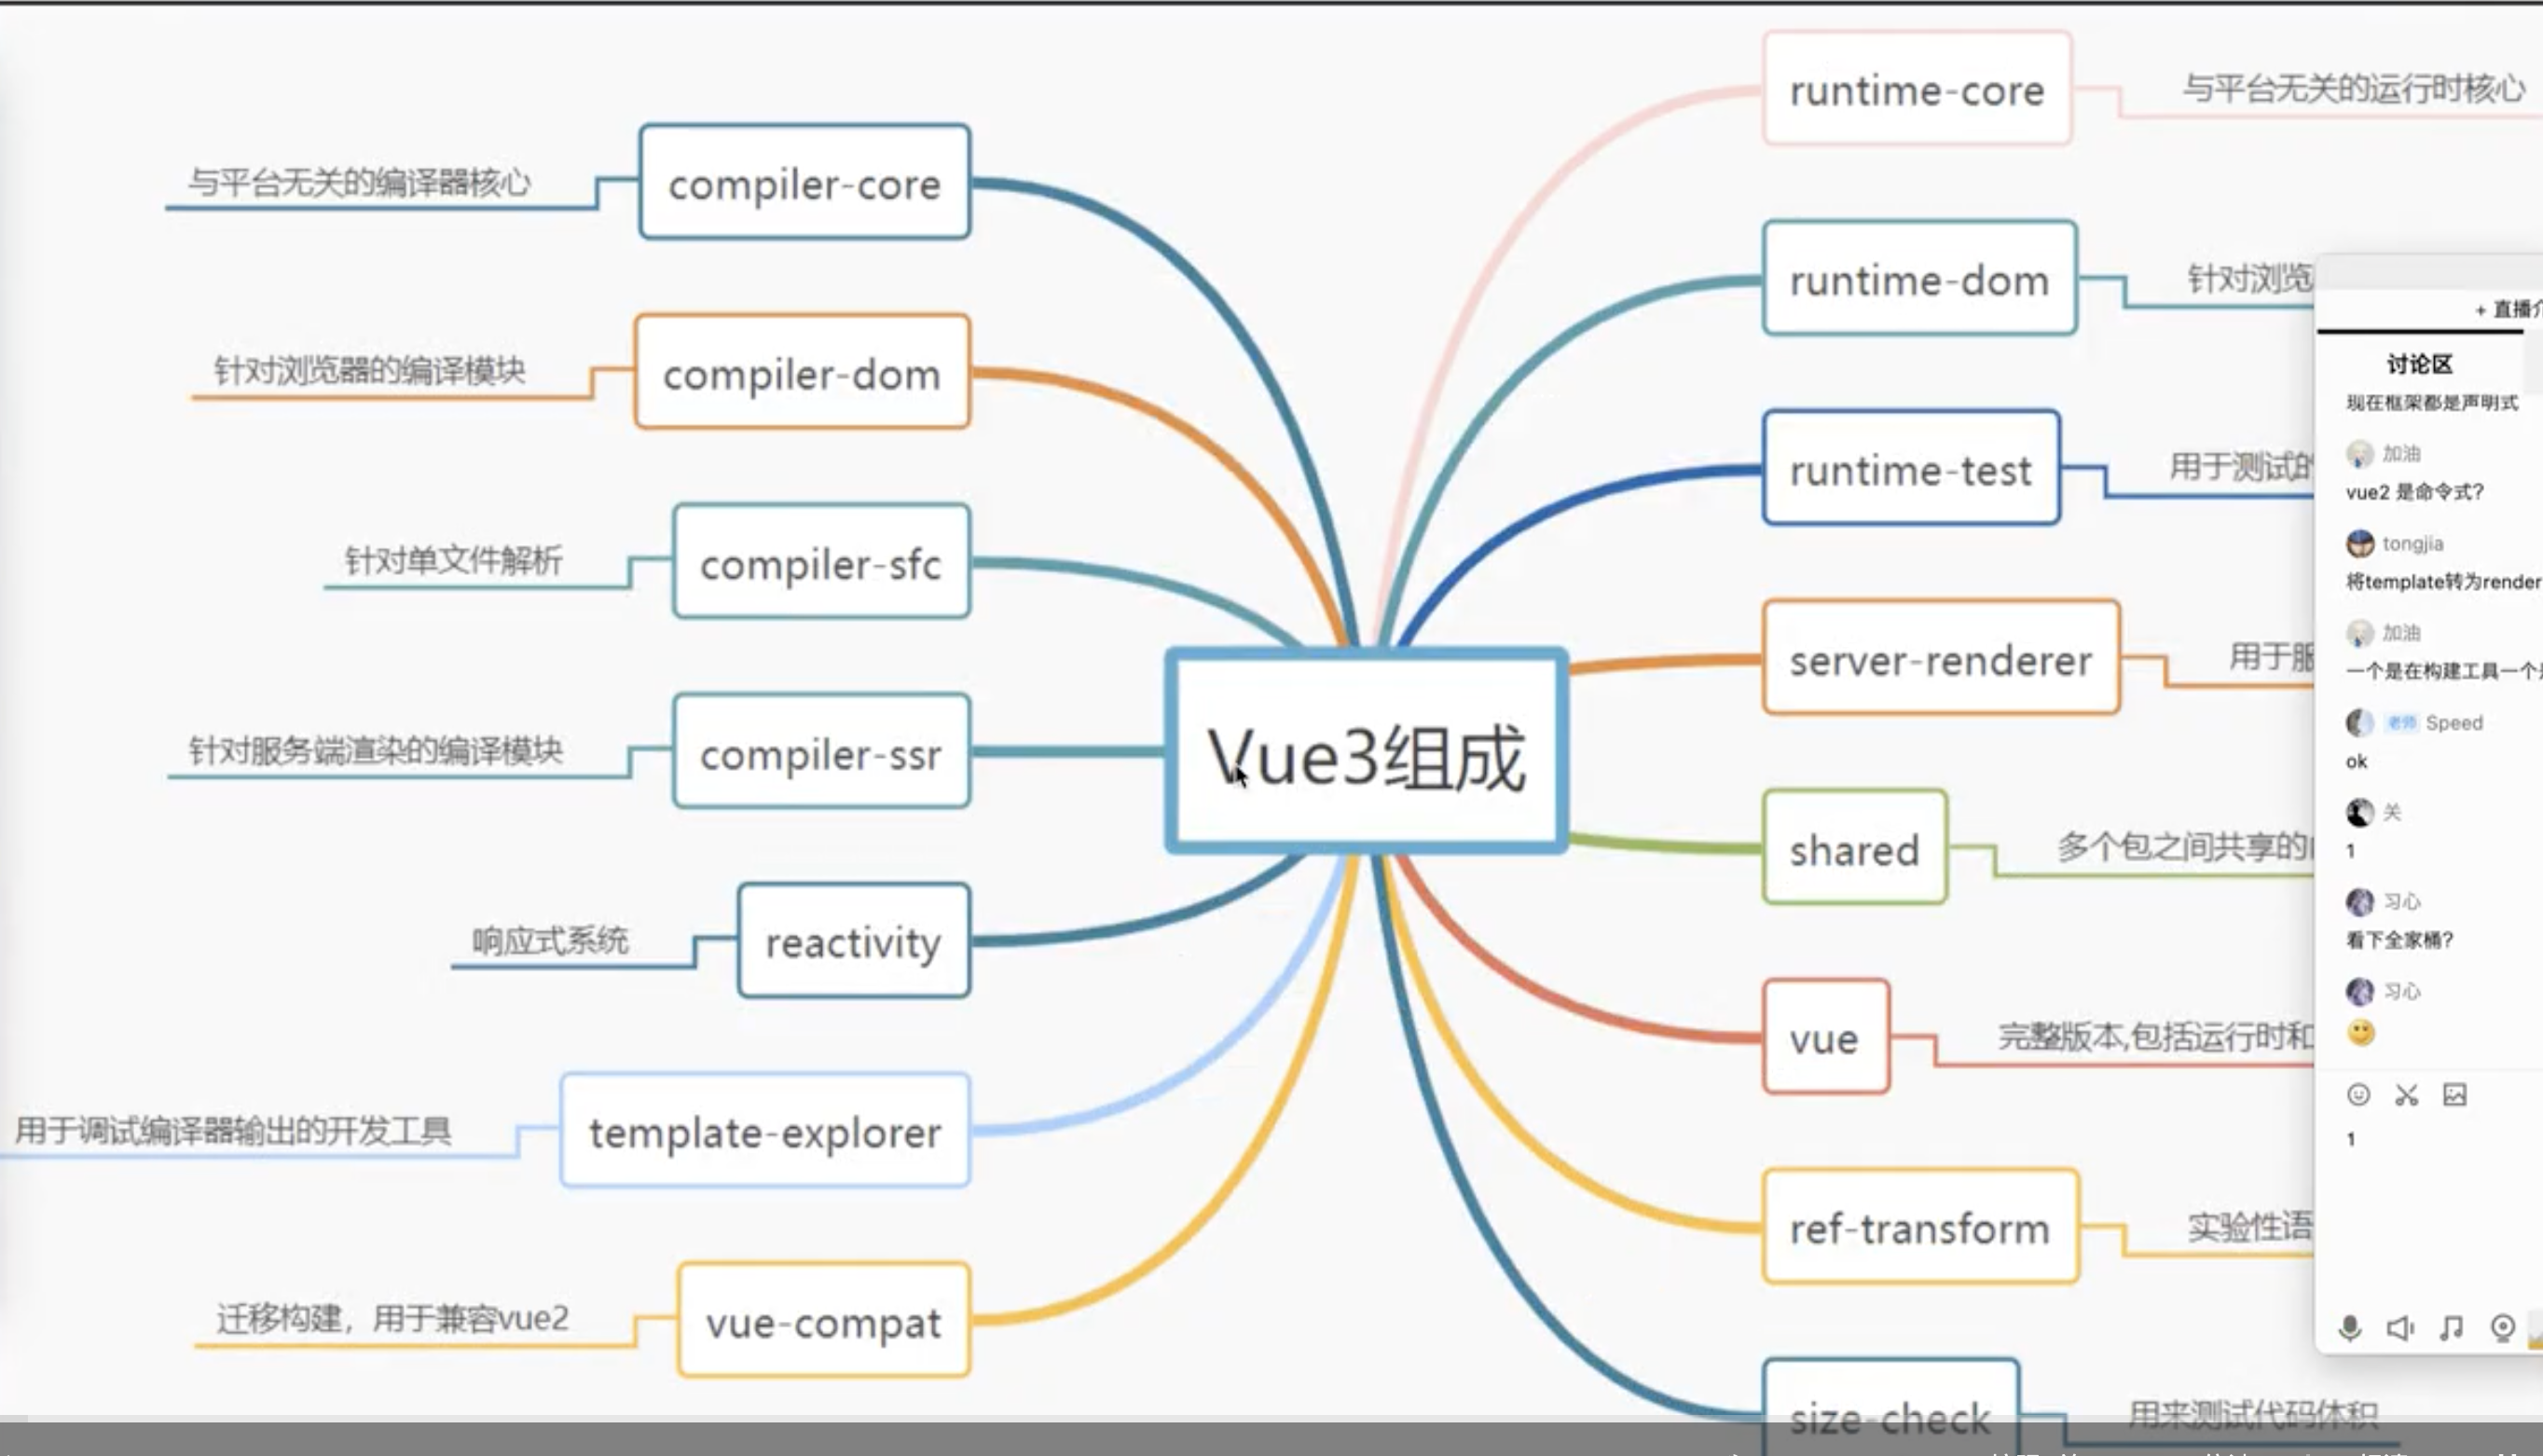 与平台无关的编译器核心
compiler-core
针对浏览器的编译模块
compiler-dom
针对单文件解析
compiler-sfc
针对服务端渲染的编译模块
compiler-ssr
响应式系统
reactivity
用于调试编译器输出的开发工具
template-explorer
迁移构建，用于兼容vue2
vue-compat
Vue3组成
runtime-core
与平台无关的运行时核心
runtime-dom
针对浏览
runtime-test
用于测试的
server-renderer
用于服
shared
多个包之间共享的
vue
完整版本,包括运行时和
ref-transform
实验性语
size-check
用来测试代码体积
+ 直播介
讨论区
现在框架都是声明式
加油
vue2 是命令式?
tongjia
将template转为render
加油
一个是在构建工具一个
老师 Speed
ok
关
1
习心
看下全家桶?
习心
1